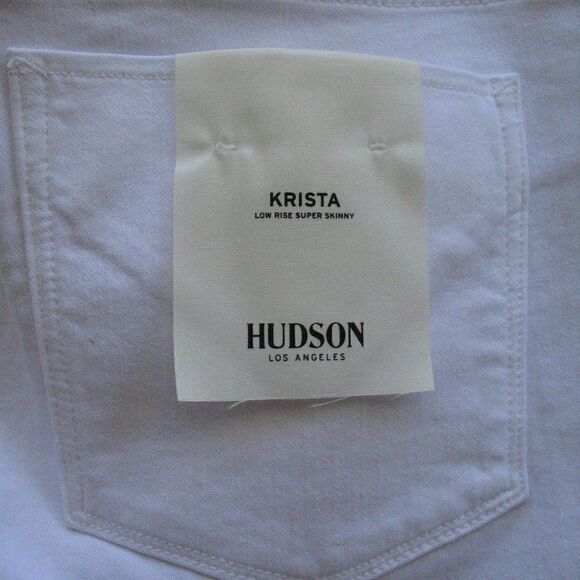 KRISTA
LOW RISE SUPER SKINNY
HUDSON
LOS ANGELES